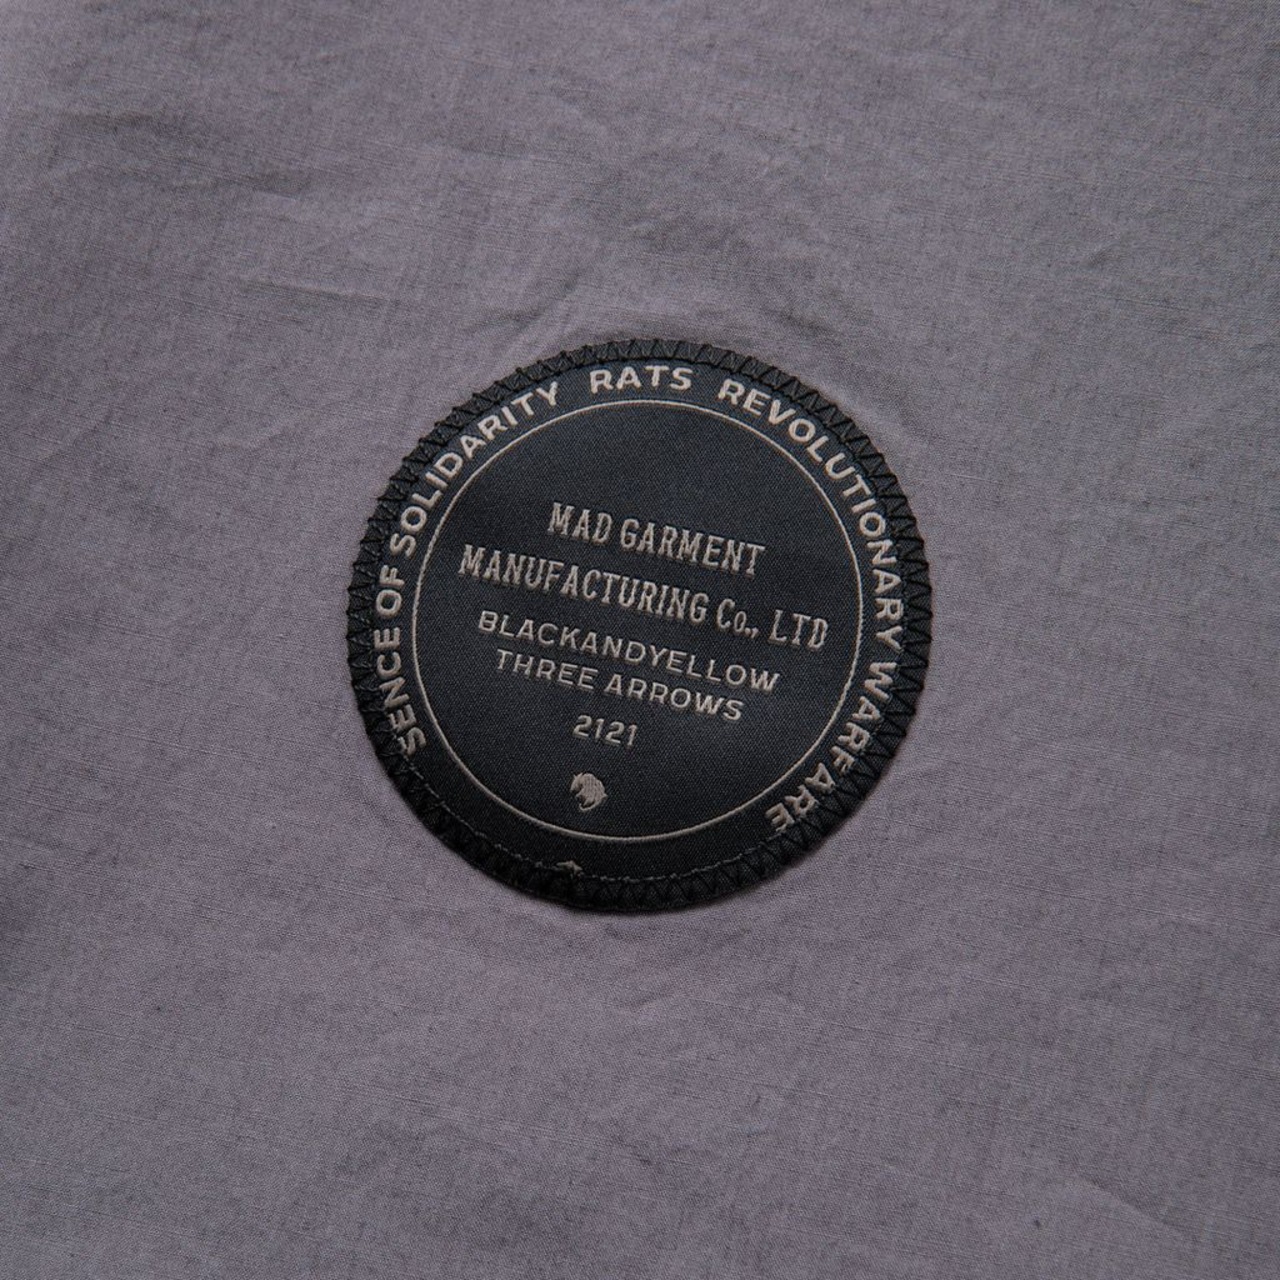 SENCE OF SOLIDARITY RATS REVOLUTIONARY WARFARE
MAD GARMENT
MANUFACTURING Co., LTD
BLACKANDYELLOW
THREE ARROWS
2121